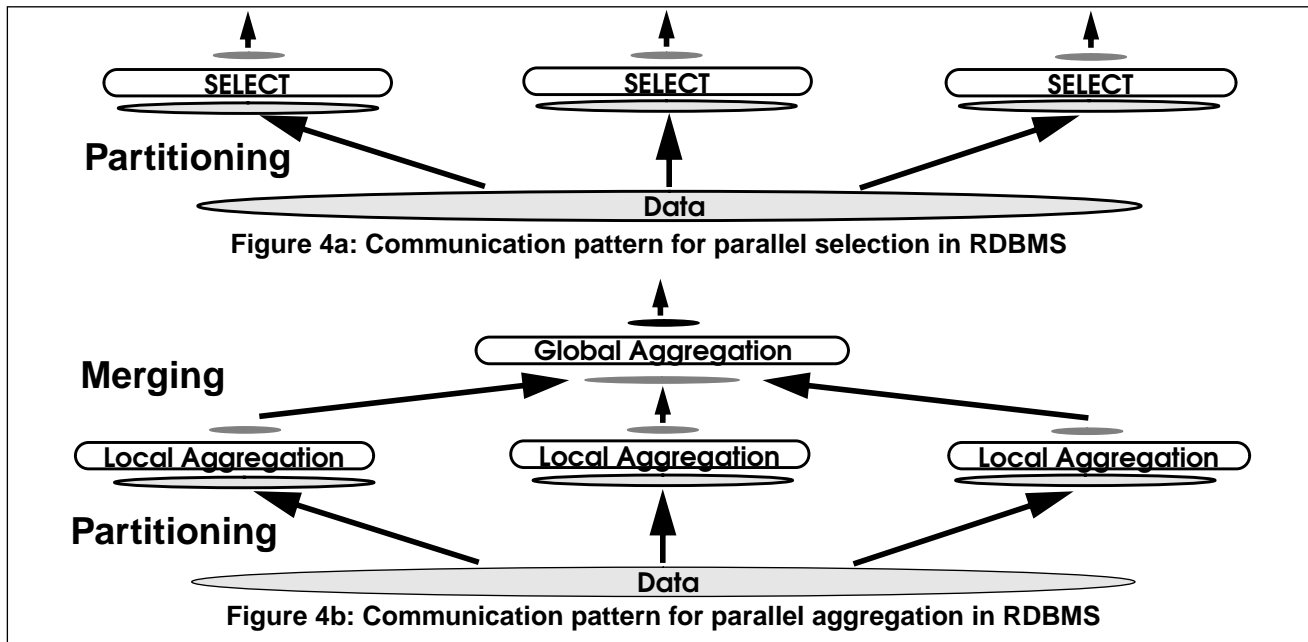 SELECT SELECT SELECT
Partitioning
Data
Figure 4a: Communication pattern for parallel selection in RDBMS
Global Aggregation
Merging
Local Aggregation Local Aggregation Local Aggregation
Partitioning
Data
Figure 4b: Communication pattern for parallel aggregation in RDBMS